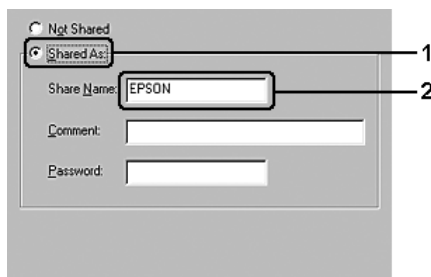 Not Shared
Shared As: 1
Share Name: EPSON 2
Comment:
Password: